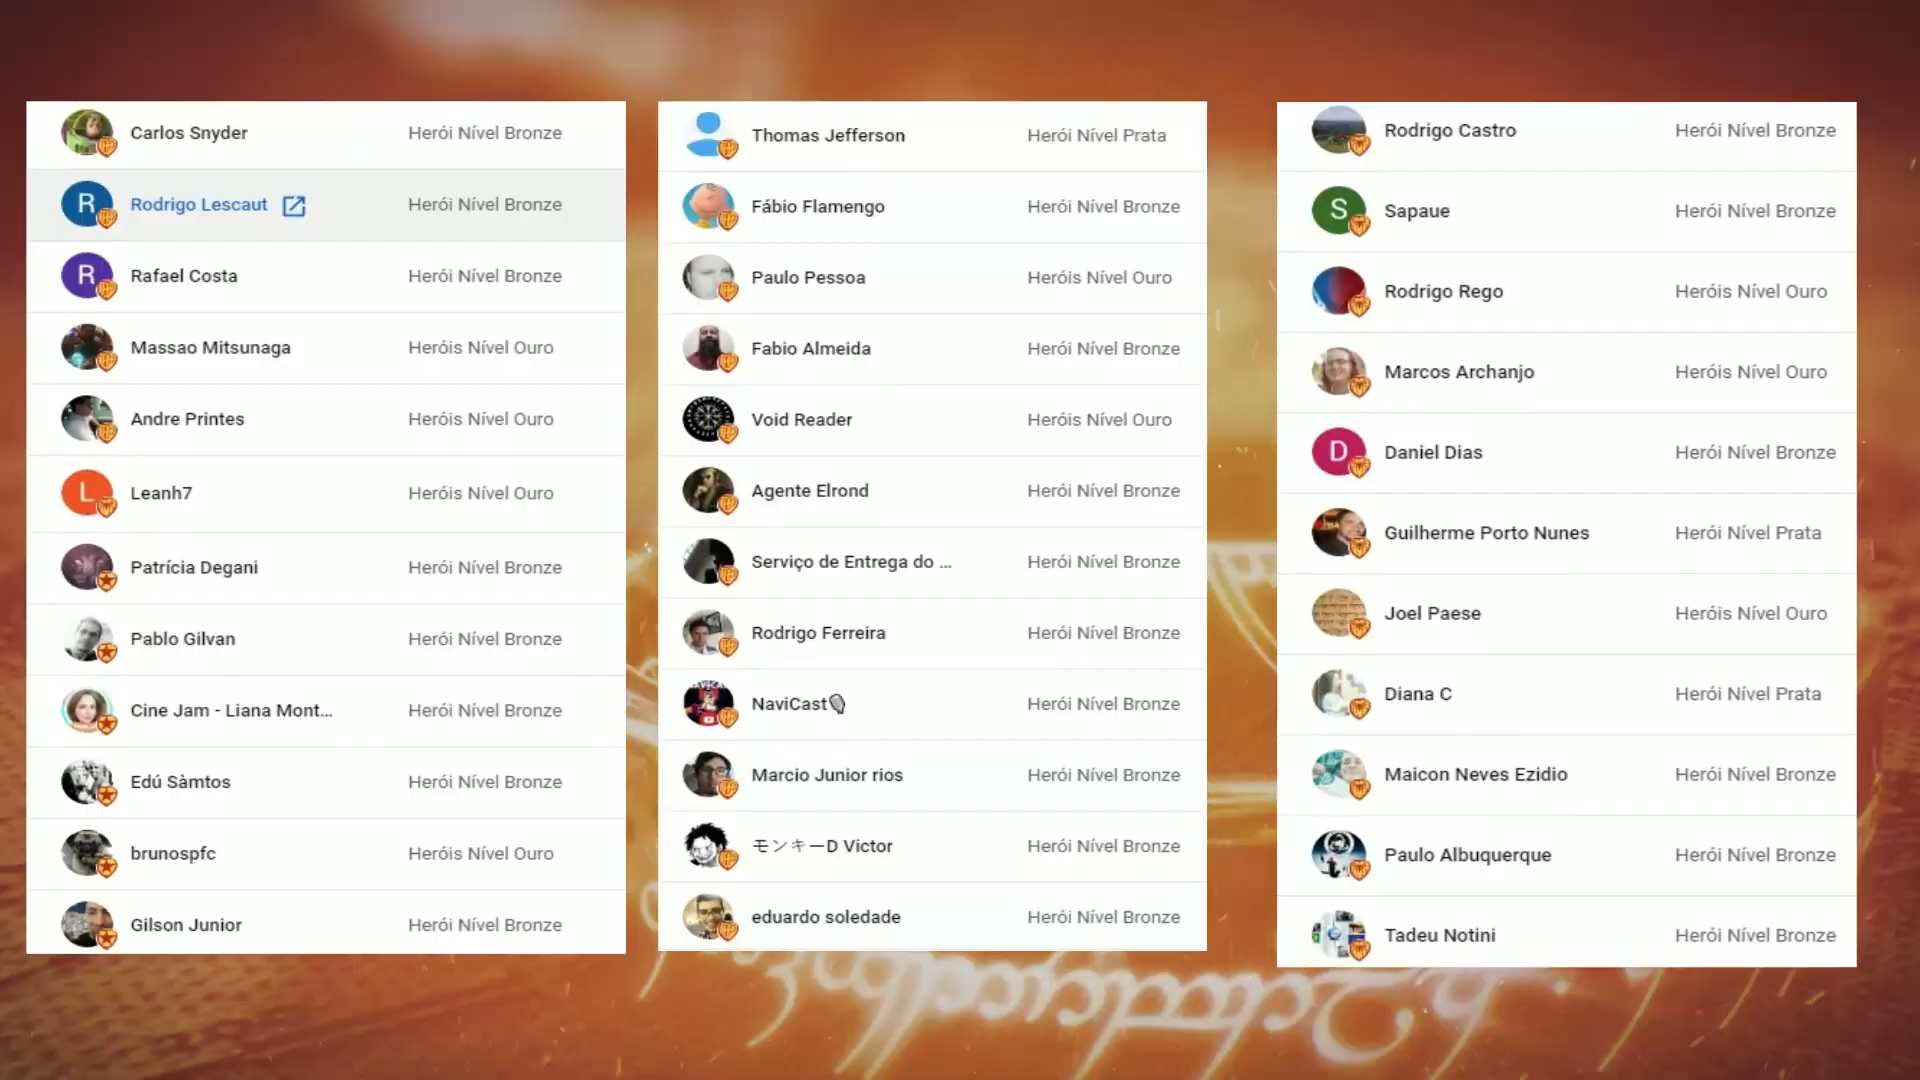 Carlos Snyder Herói Nível Bronze
R Rodrigo Lescaut Herói Nível Bronze
R Rafael Costa Herói Nível Bronze
Massao Mitsunaga Heróis Nível Ouro
Andre Printes Heróis Nível Ouro
L Leanh7 Heróis Nível Ouro
Patrícia Degani Herói Nível Bronze
Pablo Gilvan Herói Nível Bronze
Cine Jam - Liana Mont... Herói Nível Bronze
Edú Sàmtos Herói Nível Bronze
brunospfc Heróis Nível Ouro
Gilson Junior Herói Nível Bronze
Thomas Jefferson Herói Nível Prata
Fábio Flamengo Herói Nível Bronze
Paulo Pessoa Heróis Nível Ouro
Fabio Almeida Herói Nível Bronze
Void Reader Heróis Nível Ouro
Agente Elrond Herói Nível Bronze
Serviço de Entrega do ... Herói Nível Bronze
Rodrigo Ferreira Herói Nível Bronze
NaviCast🎙 Herói Nível Bronze
Marcio Junior rios Herói Nível Bronze
モンキーD Victor Herói Nível Bronze
eduardo soledade Herói Nível Bronze
Rodrigo Castro Herói Nível Bronze
S Sapaue Herói Nível Bronze
Rodrigo Rego Heróis Nível Ouro
Marcos Archanjo Heróis Nível Ouro
D Daniel Dias Herói Nível Bronze
Guilherme Porto Nunes Herói Nível Prata
Joel Paese Heróis Nível Ouro
Diana C Herói Nível Prata
Maicon Neves Ezidio Herói Nível Bronze
Paulo Albuquerque Herói Nível Bronze
Tadeu Notini Herói Nível Bronze